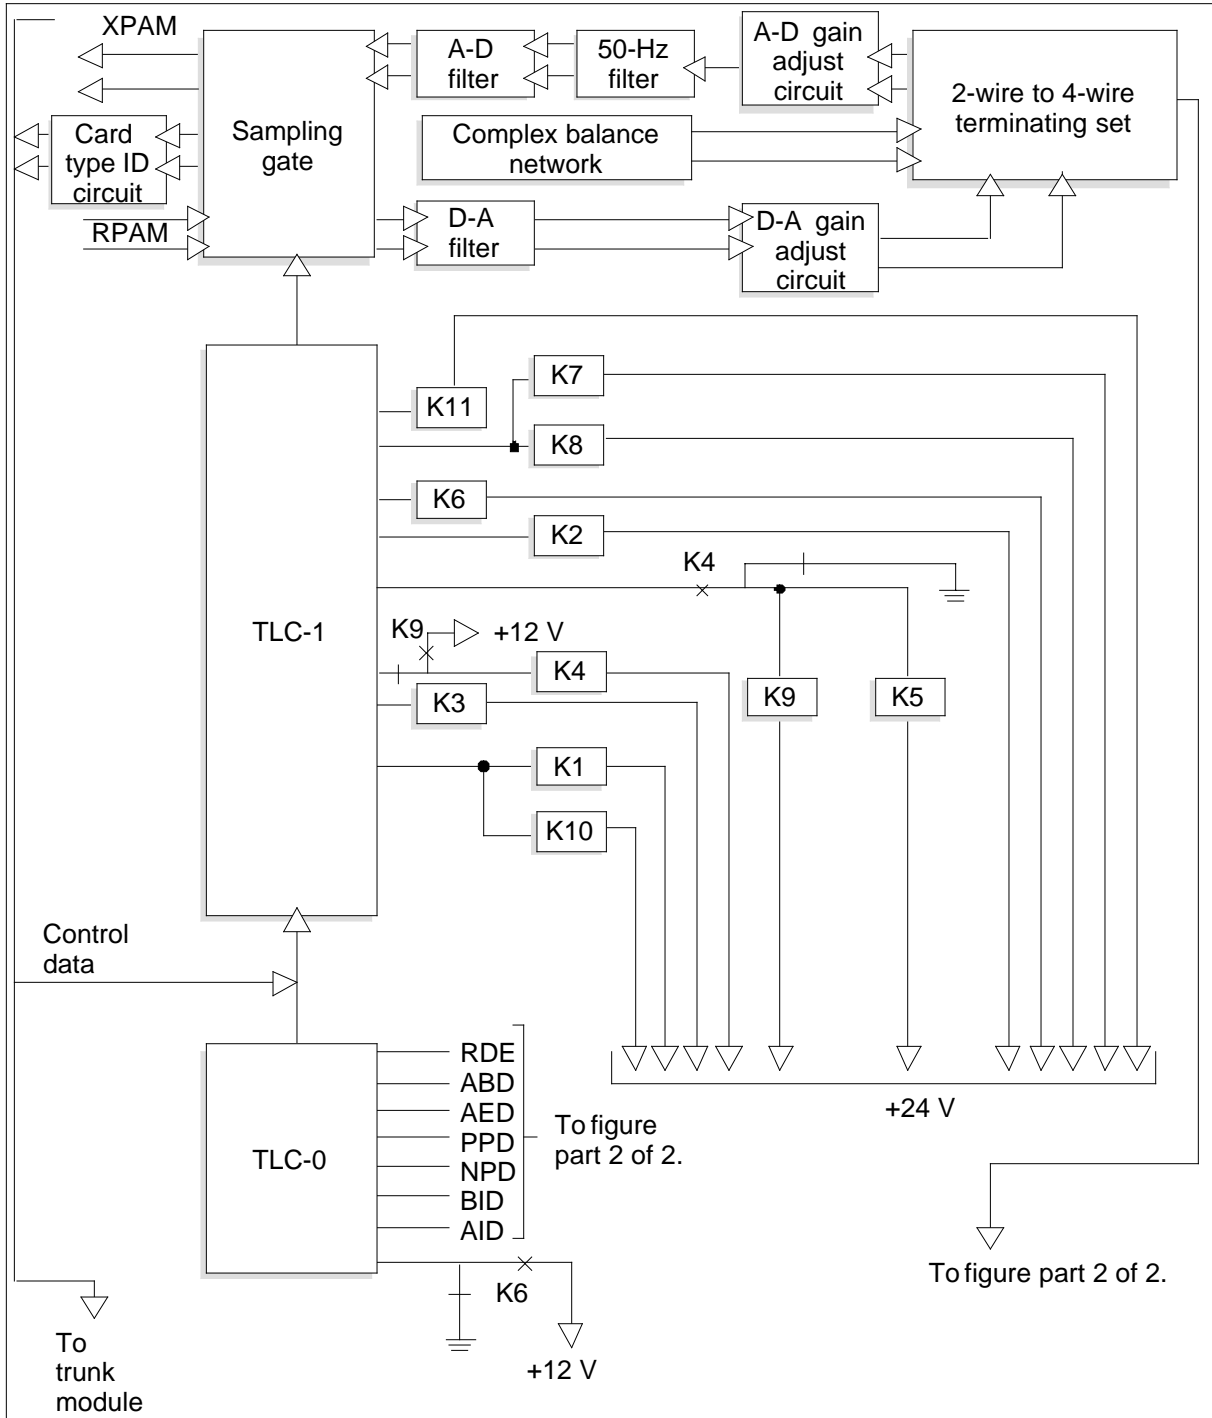 XPAM
A-D
filter
50-Hz
filter
A-D gain
adjust
circuit
2-wire to 4-wire
terminating set
Sampling
gate
Card
type ID
circuit
Complex balance
network
RPAM
D-A
filter
D-A gain
adjust
circuit
K7
K11
K8
K6
K2
K4
TLC-1
K9
+12 V
K4
K3
K9
K5
K1
K10
Control
data
+24 V
TLC-0
RDE
ABD
AED
PPD
NPD
BID
AID
To figure
part 2 of 2.
K6
+12 V
To figure part 2 of 2.
To
trunk
module